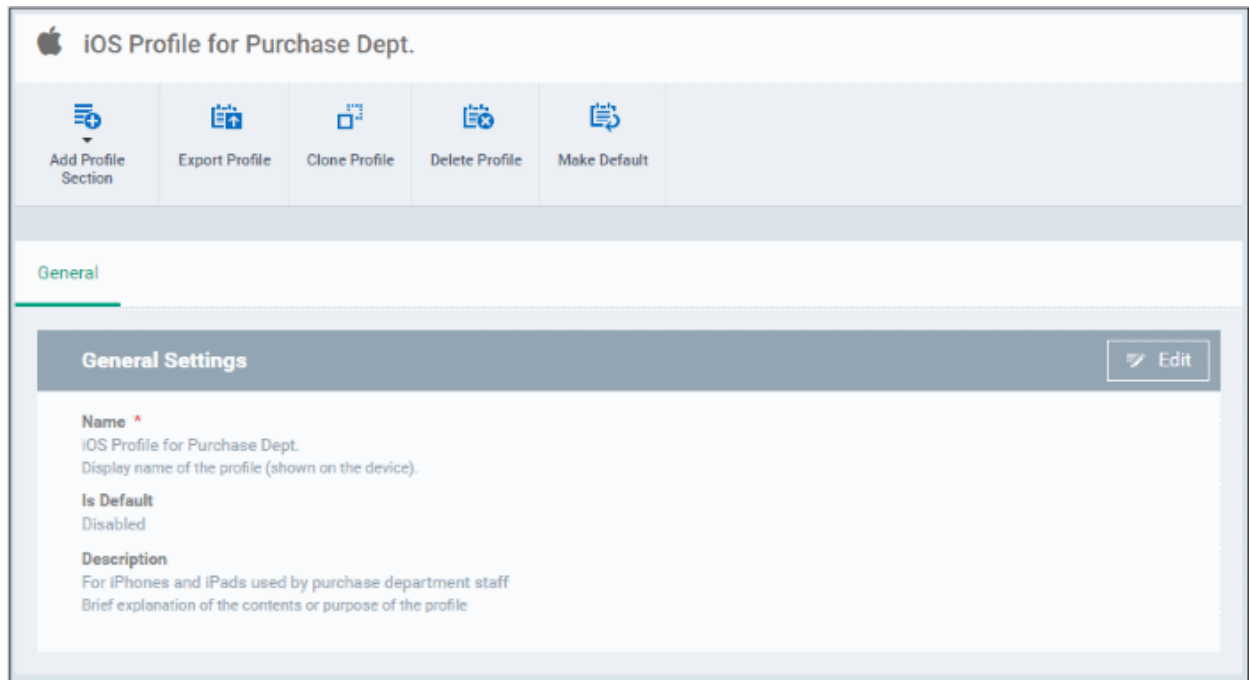 iOS Profile for Purchase Dept.
Add Profile
Section
Export Profile
Clone Profile
Delete Profile
Make Default
General
General Settings
Edit
Name *
iOS Profile for Purchase Dept.
Display name of the profile (shown on the device).
Is Default
Disabled
Description
For iPhones and iPads used by purchase department staff
Brief explanation of the contents or purpose of the profile